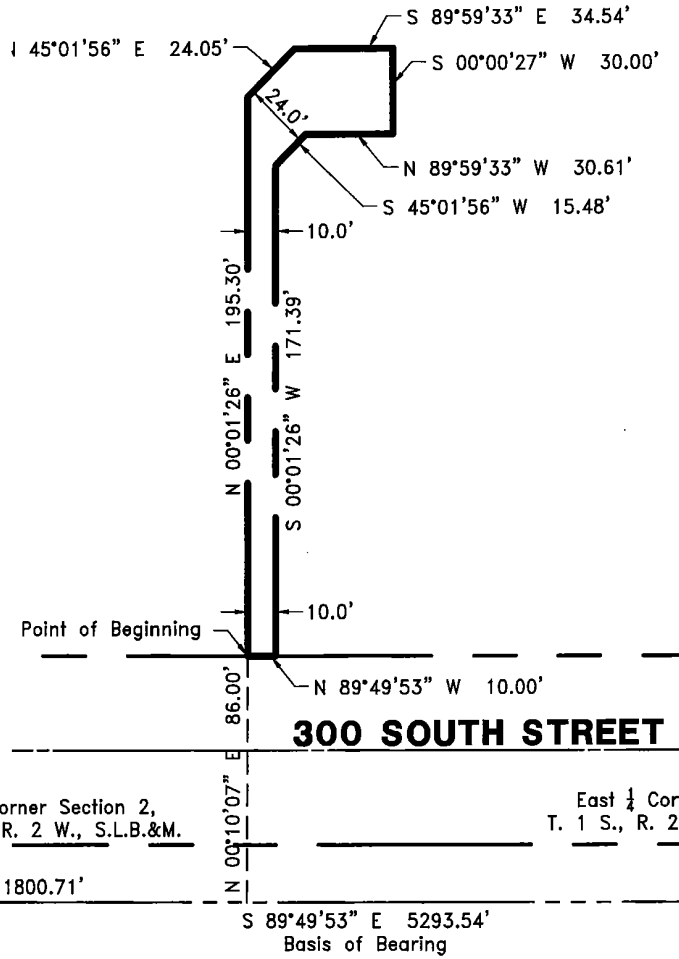 S 89°59'33" E 34.54'
45°01'56" E 24.05'
S 00°00'27" W 30.00'
24.0'
N 89°59'33" W 30.61'
S 45°01'56" W 15.48'
10.0'
N 00°01'26" E 195.30'
S 00°01'26" W 171.39'
10.0'
Point of Beginning
N 89°49'53" W 10.00'
N 00°10'07" E 86.00'
300 SOUTH STREET
orner Section 2,
R. 2 W., S.L.B.&M.
East 1/4 Cor
T. 1 S., R. 2
1800.71'
S 89°49'53" E 5293.54'
Basis of Bearing